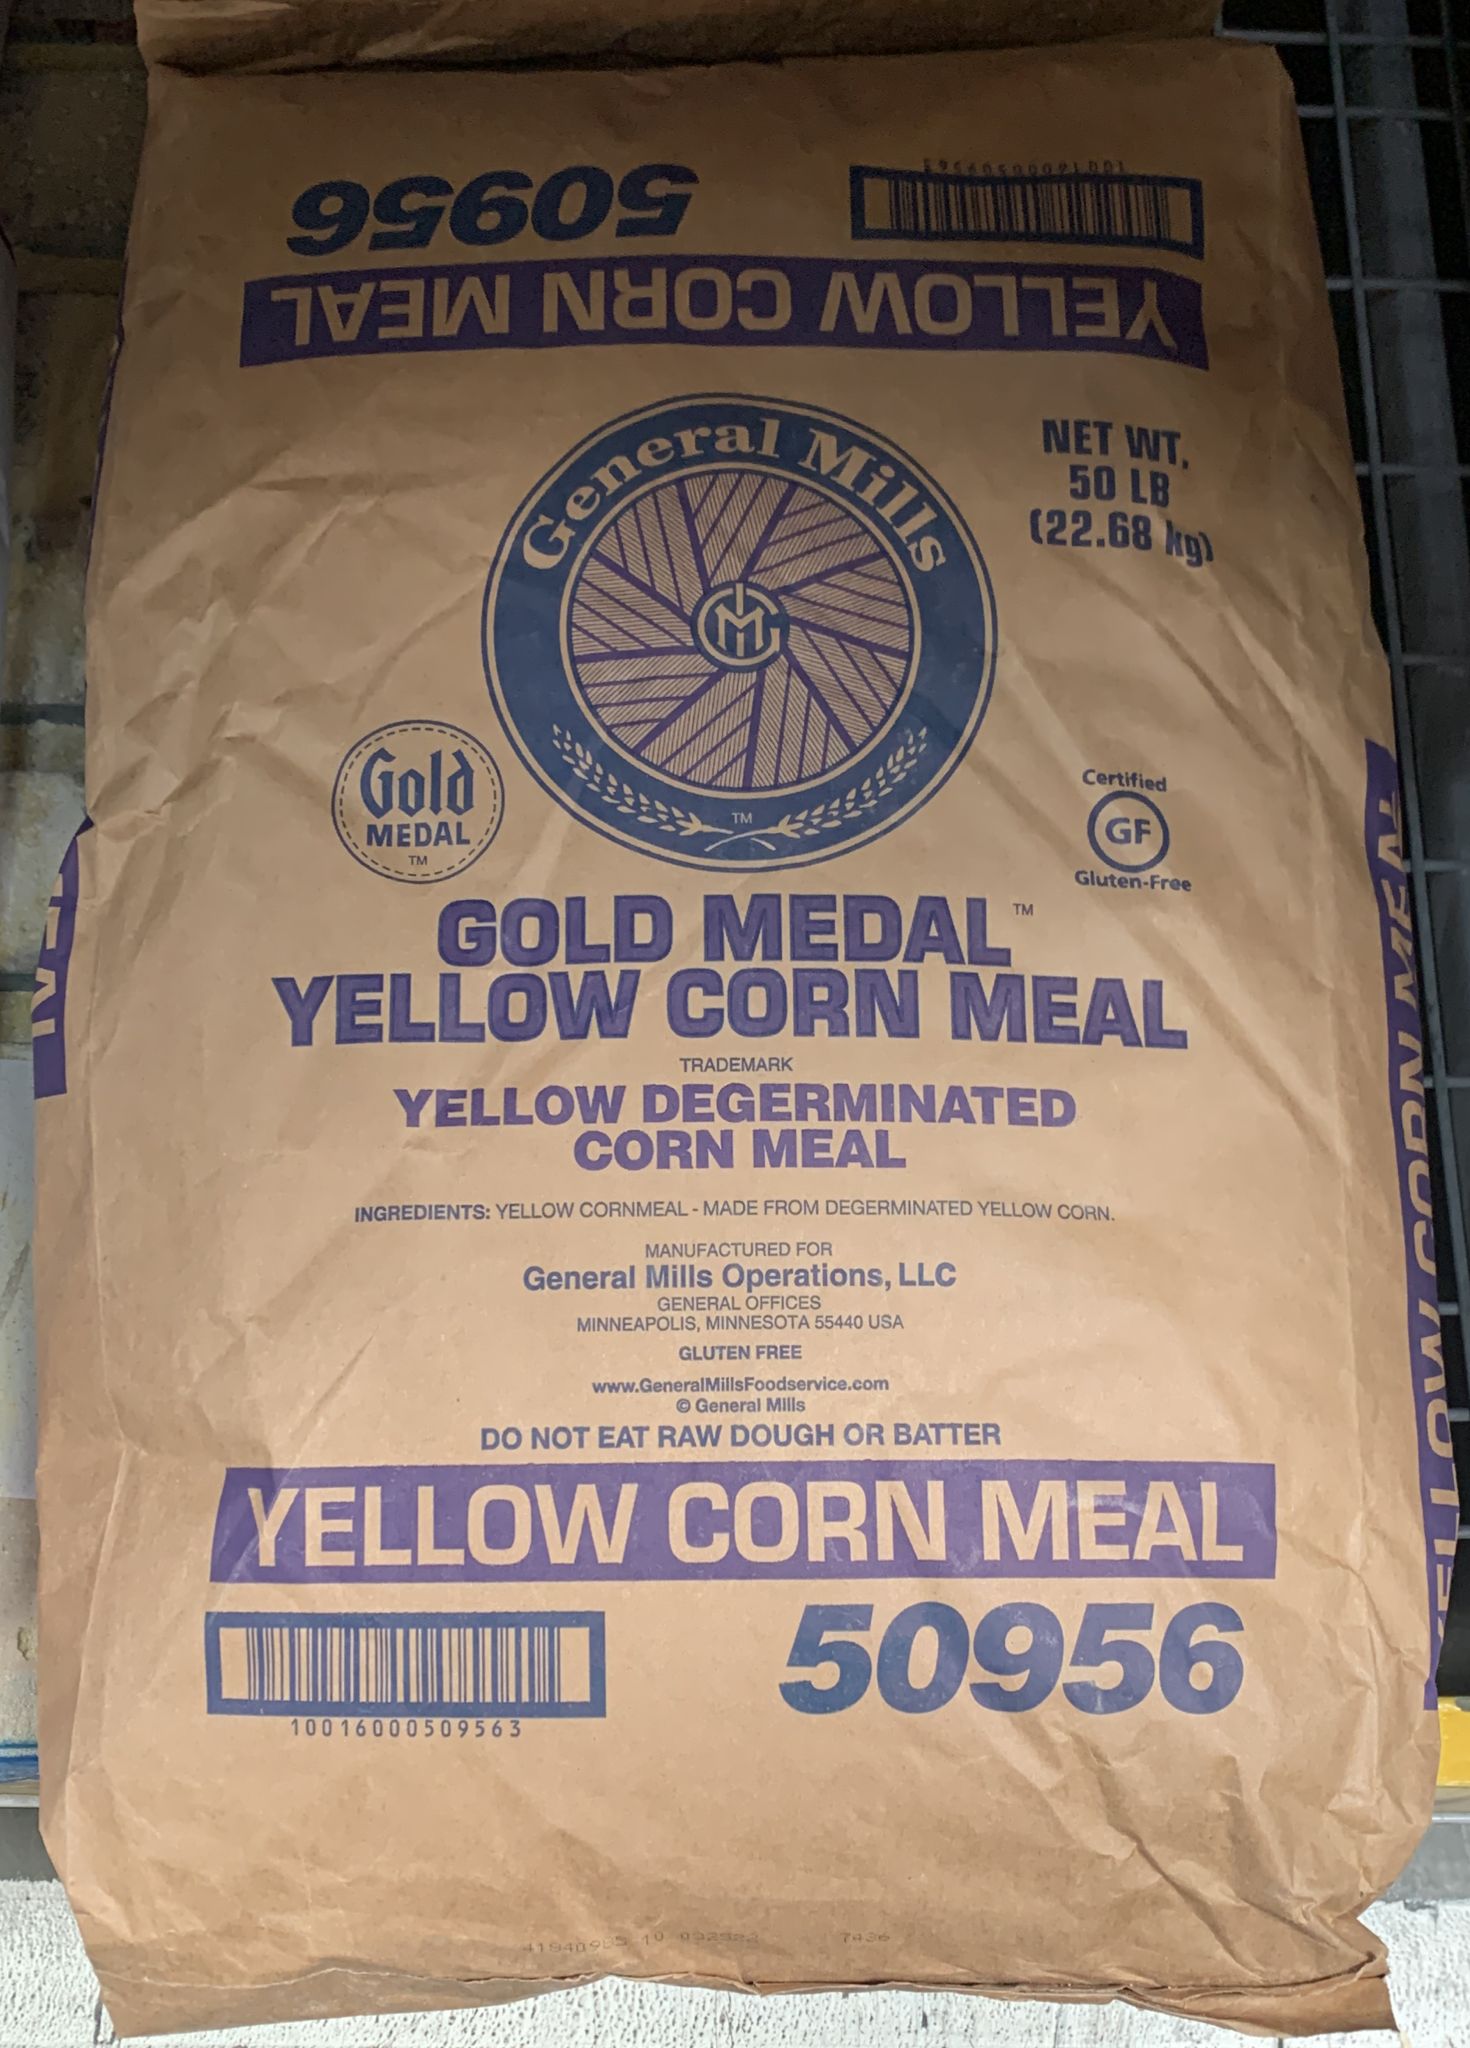 10016000509563
50956
YELLOW CORN MEAL
General Mills
NET WT.
50 LB
(22.68 kg)
GM
TM
Gold
MEDAL
TM
Certified
GF
Gluten-Free
GOLD MEDAL™
YELLOW CORN MEAL
TRADEMARK
YELLOW DEGERMINATED
CORN MEAL
INGREDIENTS: YELLOW CORNMEAL - MADE FROM DEGERMINATED YELLOW CORN.
MANUFACTURED FOR
General Mills Operations, LLC
GENERAL OFFICES
MINNEAPOLIS, MINNESOTA 55440 USA
GLUTEN FREE
www.GeneralMillsFoodservice.com
© General Mills
DO NOT EAT RAW DOUGH OR BATTER
YELLOW CORN MEAL
10016000509563
50956
7436
YELLOW CORN MEAL